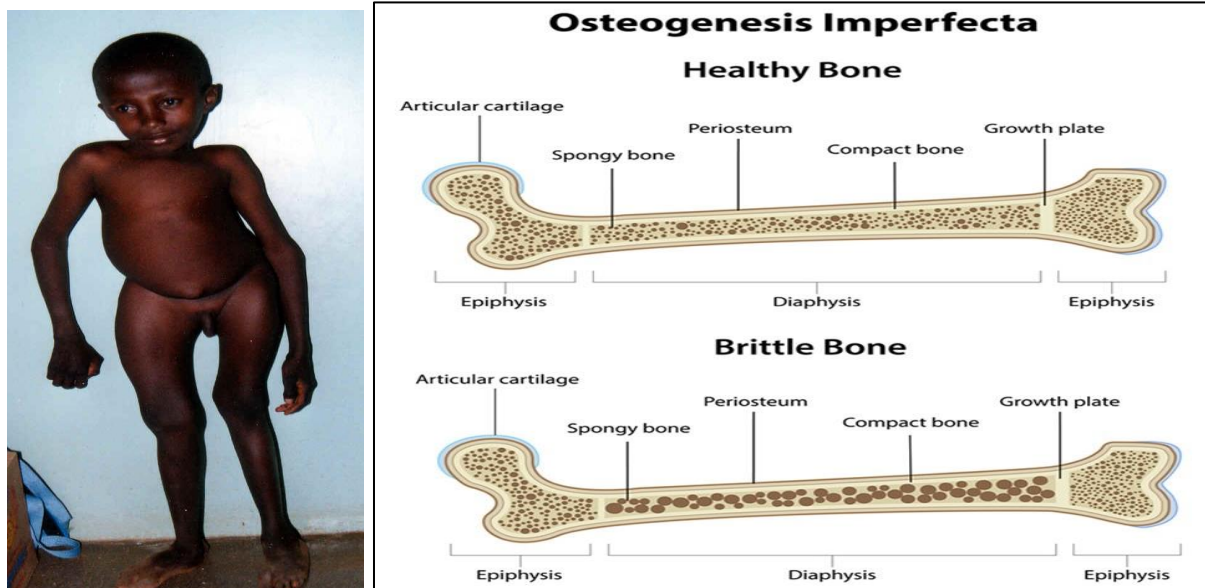 Osteogenesis Imperfecta
Healthy Bone
Articular cartilage
Periosteum
Growth plate
Spongy bone
Compact bone
Epiphysis
Diaphysis
Epiphysis
Brittle Bone
Articular cartilage
Periosteum
Growth plate
Spongy bone
Compact bone
Epiphysis
Diaphysis
Epiphysis